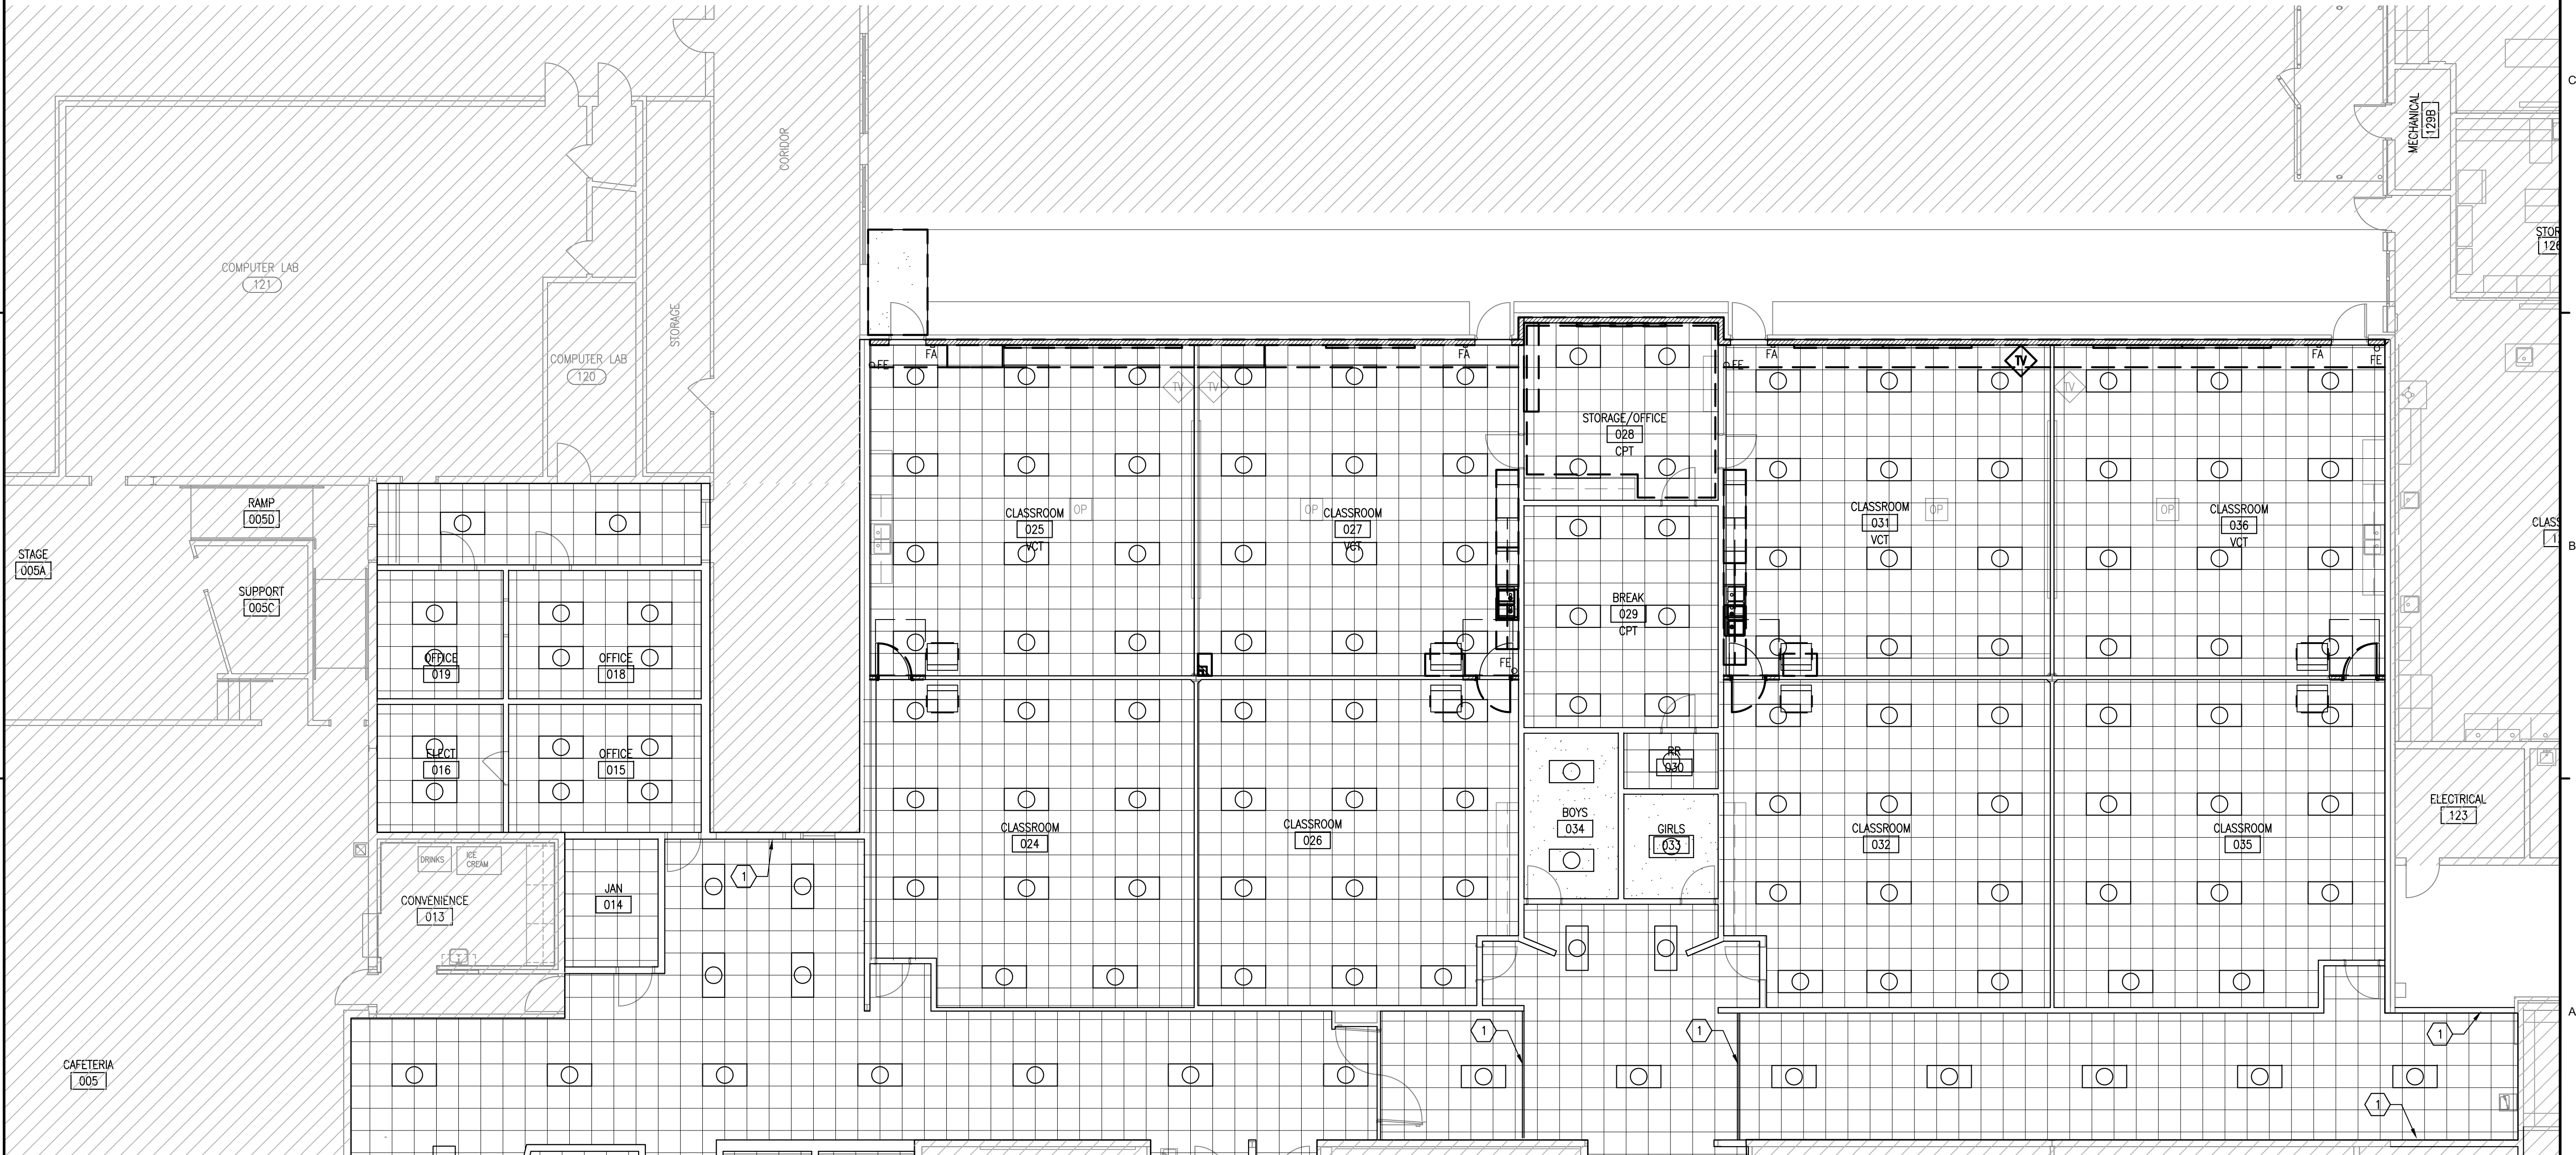 C
CORIDOR
MECHANICAL
129B
COMPUTER LAB
121
STORAGE
COMPUTER LAB
120
FE
FA
TV
TV
FA
STORAGE/OFFICE
028
CPT
FE
FA
TV
TV
FA
FE
RAMP
005D
STAGE
005A
SUPPORT
005C
CLASSROOM
025
VCT
OP
OP
CLASSROOM
027
VCT
CLASSROOM
031
VCT
OP
OP
CLASSROOM
036
VCT
B
BREAK
029
CPT
OFFICE
019
OFFICE
018
FE
ELECT
016
OFFICE
015
RR
030
BOYS
034
GIRLS
033
ELECTRICAL
123
CLASSROOM
024
CLASSROOM
026
CLASSROOM
032
CLASSROOM
035
DRINKS
ICE
CREAM
CONVENIENCE
013
JAN
014
1
1
1
1
A
CAFETERIA
005
1